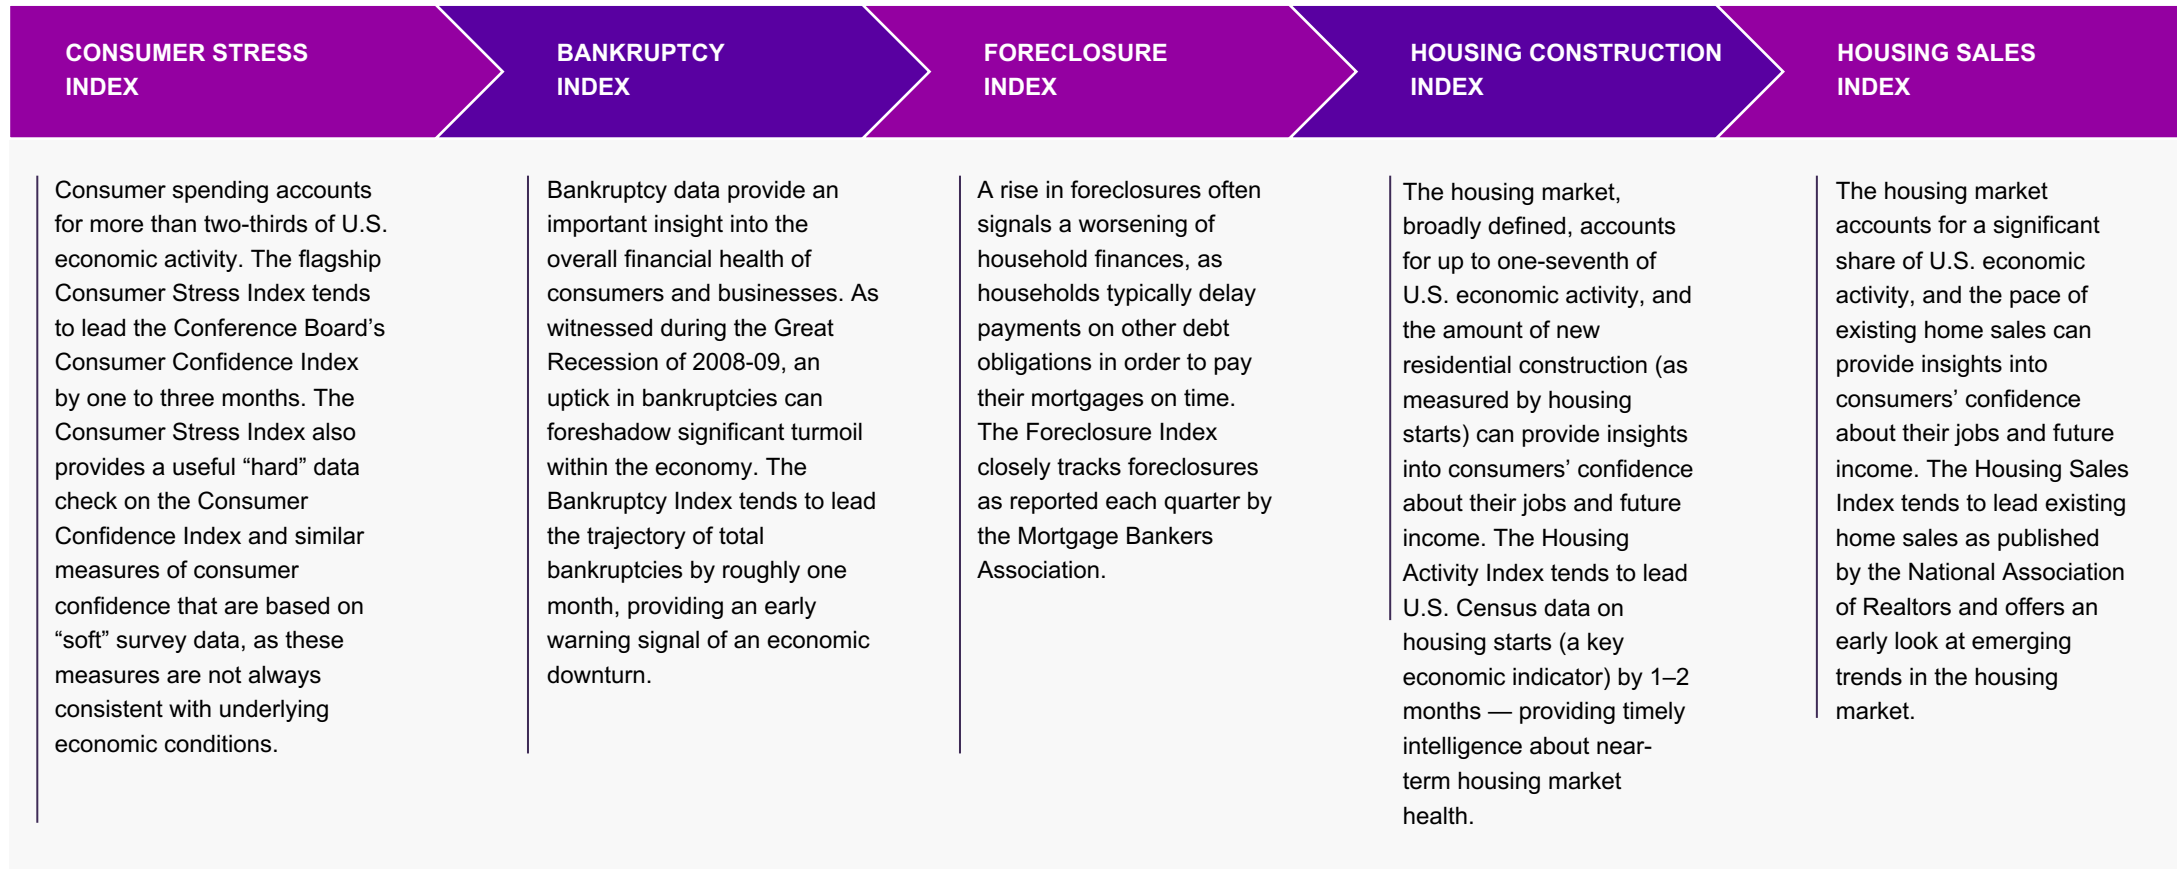 CONSUMER STRESS
INDEX
BANKRUPTCY
INDEX
FORECLOSURE
INDEX
HOUSING CONSTRUCTION
INDEX
HOUSING SALES
INDEX
Consumer spending accounts
for more than two-thirds of U.S.
economic activity. The flagship
Consumer Stress Index tends
to lead the Conference Board’s
Consumer Confidence Index
by one to three months. The
Consumer Stress Index also
provides a useful “hard” data
check on the Consumer
Confidence Index and similar
measures of consumer
confidence that are based on
“soft” survey data, as these
measures are not always
consistent with underlying
economic conditions.
Bankruptcy data provide an
important insight into the
overall financial health of
consumers and businesses. As
witnessed during the Great
Recession of 2008-09, an
uptick in bankruptcies can
foreshadow significant turmoil
within the economy. The
Bankruptcy Index tends to lead
the trajectory of total
bankruptcies by roughly one
month, providing an early
warning signal of an economic
downturn.
A rise in foreclosures often
signals a worsening of
household finances, as
households typically delay
payments on other debt
obligations in order to pay
their mortgages on time.
The Foreclosure Index
closely tracks foreclosures
as reported each quarter by
the Mortgage Bankers
Association.
The housing market,
broadly defined, accounts
for up to one-seventh of
U.S. economic activity, and
the amount of new
residential construction (as
measured by housing
starts) can provide insights
into consumers’ confidence
about their jobs and future
income. The Housing
Activity Index tends to lead
U.S. Census data on
housing starts (a key
economic indicator) by 1–2
months — providing timely
intelligence about near-
term housing market
health.
The housing market
accounts for a significant
share of U.S. economic
activity, and the pace of
existing home sales can
provide insights into
consumers’ confidence
about their jobs and future
income. The Housing Sales
Index tends to lead existing
home sales as published
by the National Association
of Realtors and offers an
early look at emerging
trends in the housing
market.